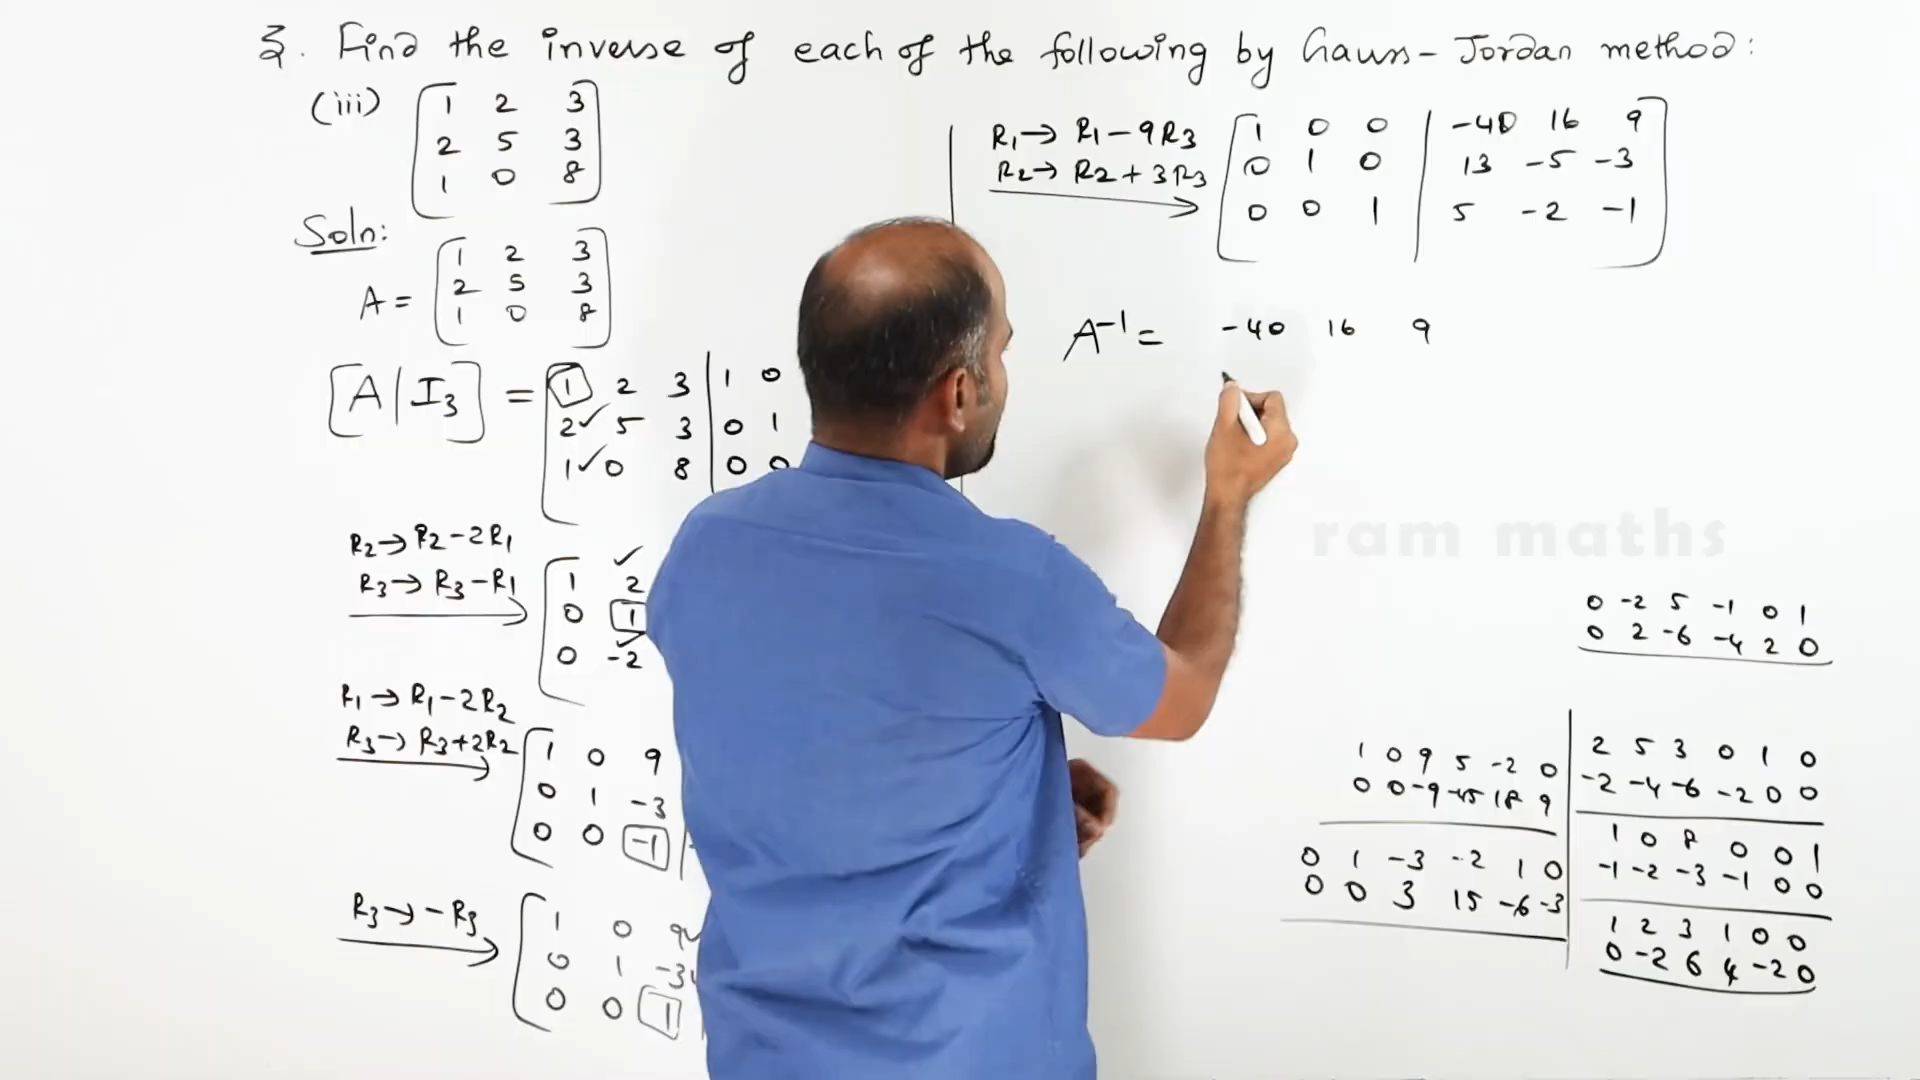 2. Find the inverse of each of the following by Gauss-Jordan method:
(iii)
1 2 3
2 5 3
1 0 8
Soln:
A =
1 2 3
2 5 3
1 0 8
[A | I3] =
1 2 3 | 1 0
2✓ 5 3 | 0 1
1✓ 0 8 | 0 0
R2→R2-2R1
R3→R3-R1
✓
1 2
0 1
0 -2
R1→R1-2R2
R3→R3+2R2
1 0 9
0 1 -3
0 0 -1
R3→-R3
1 0 9
0 1 -3
0 0 1
R1→R1-9R3
R2→R2+3R3
1 0 0 | -40 16 9
0 1 0 | 13 -5 -3
0 0 1 | 5 -2 -1
A-1 = -40 16 9
ram maths
0 -2 5 -1 0 1
0 2 -6 -4 2 0
1 0 9 5 -2 0
0 0 -9 -45 18 9
0 1 -3 -2 1 0
0 0 3 15 -6 -3
2 5 3 0 1 0
-2 -4 -6 -2 0 0
1 0 8 0 0 1
-1 -2 -3 -1 0 0
1 2 3 1 0 0
0 -2 6 4 -2 0